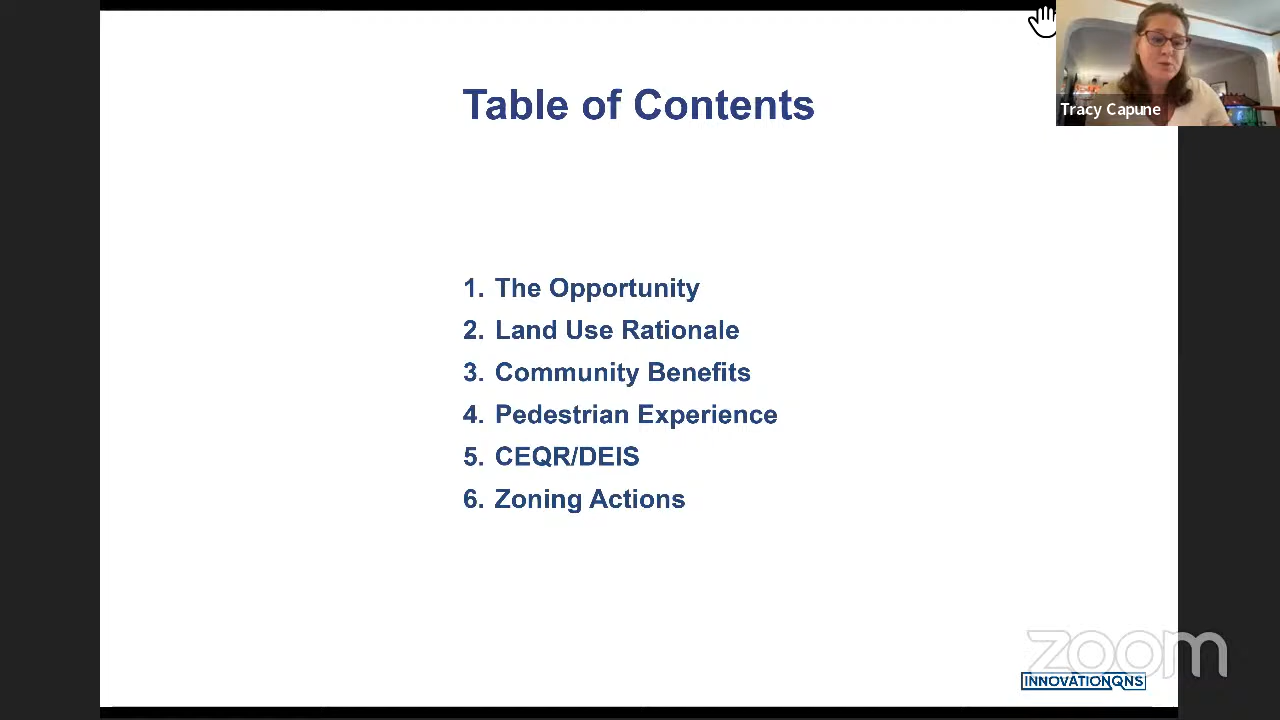 Table of Contents
Tracy Capune
1. The Opportunity
2. Land Use Rationale
3. Community Benefits
4. Pedestrian Experience
5. CEQR/DEIS
6. Zoning Actions
zoom
INNOVATIONQNS